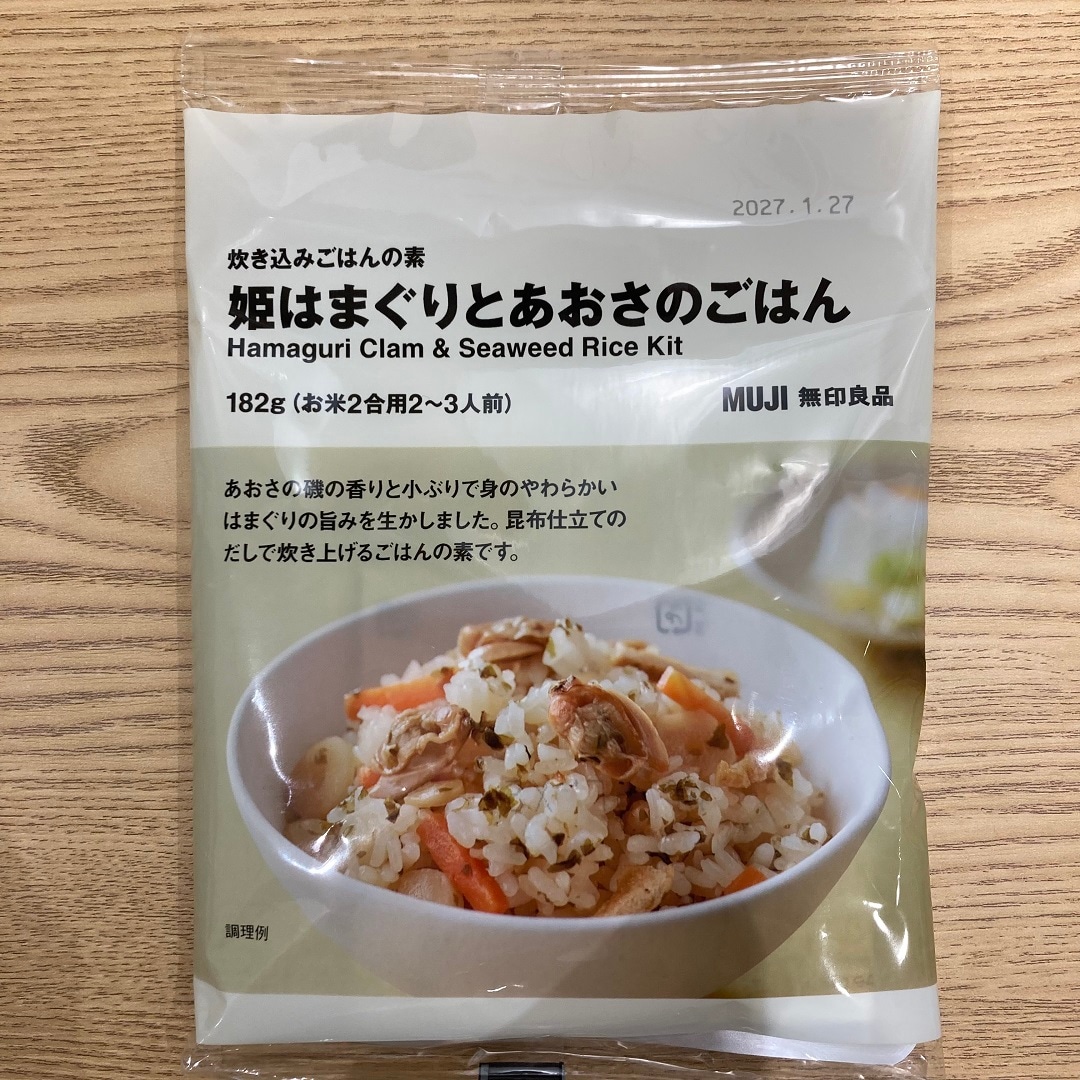 2027.1.27
炊き込みごはんの素
姫はまぐりとあおさのごはん
Hamaguri Clam & Seaweed Rice Kit
182g（お米2合用2〜3人前）
MUJI 無印良品
あおさの磯の香りと小ぶりで身のやわらかい
はまぐりの旨みを生かしました。昆布仕立ての
だしで炊き上げるごはんの素です。
調理例